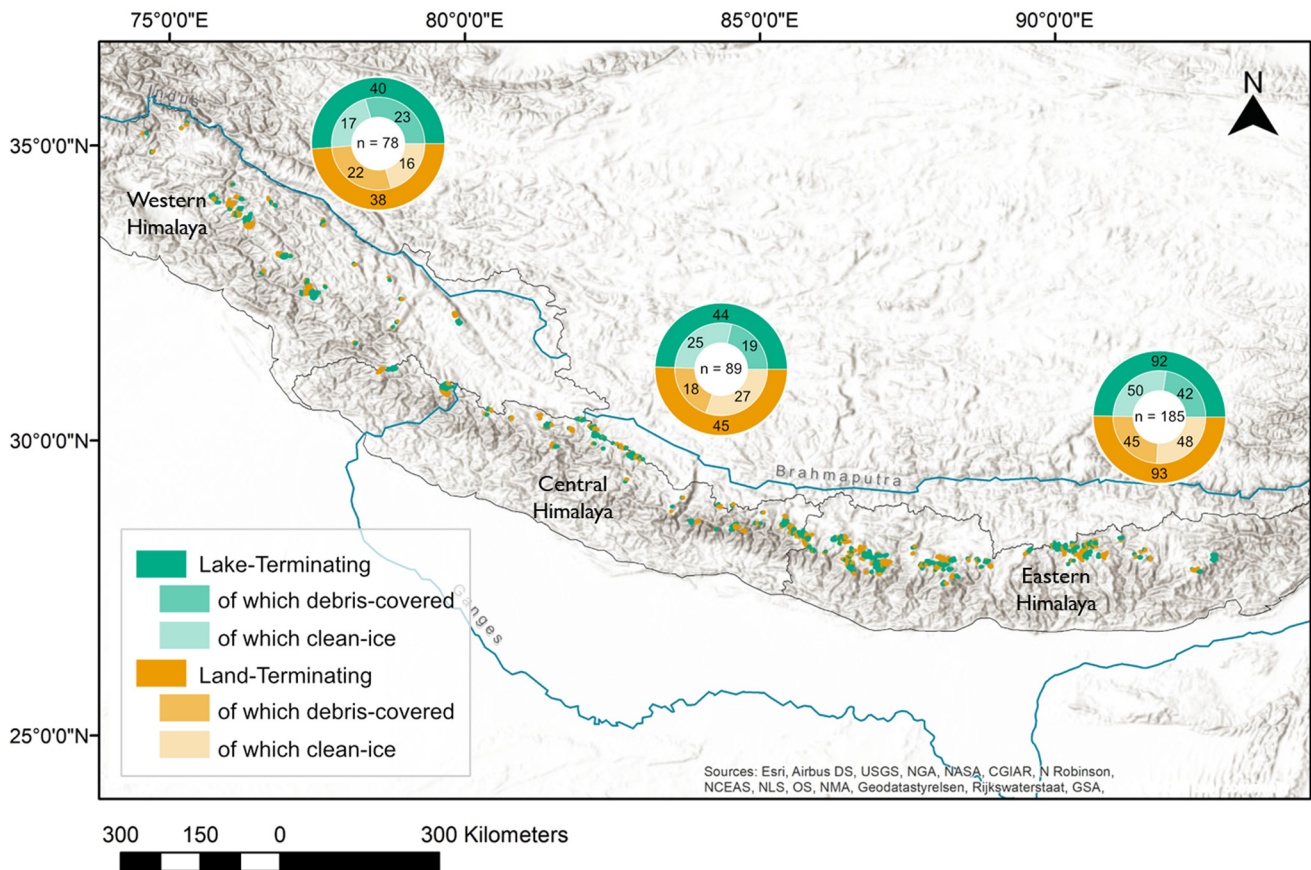 75°0'0"E 80°0'0"E 85°0'0"E 90°0'0"E
N
35°0'0"N
30°0'0"N
25°0'0"N
Indus
40
17 23
n = 78
22 16
38
Western
Himalaya
44
25 19
n = 89
18 27
45
92
50 42
n = 185
45 48
93
Brahmaputra
Central
Himalaya
Eastern
Himalaya
Ganges
Lake-Terminating
of which debris-covered
of which clean-ice
Land-Terminating
of which debris-covered
of which clean-ice
Sources: Esri, Airbus DS, USGS, NGA, NASA, CGIAR, N Robinson,
NCEAS, NLS, OS, NMA, Geodatastyrelsen, Rijkswaterstaat, GSA,
300 150 0 300 Kilometers